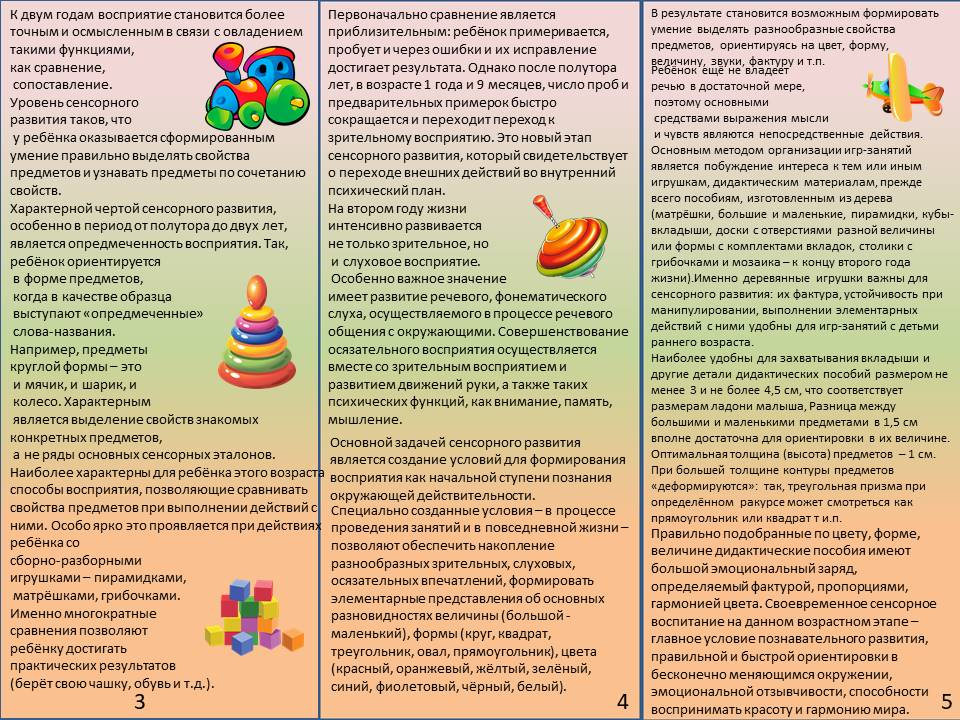 К двум годам восприятие становится более
точным и осмысленным в связи с овладением
такими функциями,
как сравнение,
сопоставление.
Уровень сенсорного
развития таков, что
у ребёнка оказывается сформированным
умение правильно выделять свойства
предметов и узнавать предметы по сочетанию
свойств.
Характерной чертой сенсорного развития,
особенно в период от полутора до двух лет,
является опредмеченность восприятия. Так,
ребёнок ориентируется
в форме предметов,
когда в качестве образца
выступают «опредмеченные»
слова-названия.
Например, предметы
круглой формы – это
и мячик, и шарик, и
колесо. Характерным
является выделение свойств знакомых
конкретных предметов,
а не ряды основных сенсорных эталонов.
Наиболее характерны для ребёнка этого возраста
способы восприятия, позволяющие сравнивать
свойства предметов при выполнении действий с
ними. Особо ярко это проявляется при действиях
ребёнка со
сборно-разборными
игрушками – пирамидками,
матрёшками, грибочками.
Именно многократные
сравнения позволяют
ребёнку достигать
практических результатов
(берёт свою чашку, обувь и т.д.).
3
Первоначально сравнение является
приблизительным: ребёнок примеривается,
пробует и через ошибки и их исправление
достигает результата. Однако после полутора
лет, в возрасте 1 года и 9 месяцев, число проб и
предварительных примерок быстро
сокращается и переходит переход к
зрительному восприятию. Это новый этап
сенсорного развития, который свидетельствует
о переходе внешних действий во внутренний
психический план.
На втором году жизни
интенсивно развивается
не только зрительное, но
и слуховое восприятие.
Особенно важное значение
имеет развитие речевого, фонематического
слуха, осуществляемого в процессе речевого
общения с окружающими. Совершенствование
осязательного восприятия осуществляется
вместе со зрительным восприятием и
развитием движений руки, а также таких
психических функций, как внимание, память,
мышление.
Основной задачей сенсорного развития
является создание условий для формирования
восприятия как начальной ступени познания
окружающей действительности.
Специально созданные условия – в процессе
проведения занятий и в повседневной жизни –
позволяют обеспечить накопление
разнообразных зрительных, слуховых,
осязательных впечатлений, формировать
элементарные представления об основных
разновидностях величины (большой -
маленький), формы (круг, квадрат,
треугольник, овал, прямоугольник), цвета
(красный, оранжевый, жёлтый, зелёный,
синий, фиолетовый, чёрный, белый).
4
В результате становится возможным формировать
умение выделять разнообразные свойства
предметов, ориентируясь на цвет, форму,
величину, звуки, фактуру и т.п.
Ребёнок ещё не владеет
речью в достаточной мере,
поэтому основными
средствами выражения мысли
и чувств являются непосредственные действия.
Основным методом организации игр-занятий
является побуждение интереса к тем или иным
игрушкам, дидактическим материалам, прежде
всего пособиям, изготовленным из дерева
(матрёшки, большие и маленькие, пирамидки, кубы-
вкладыши, доски с отверстиями разной величины
или формы с комплектами вкладок, столики с
грибочками и мозаика – к концу второго года
жизни).Именно деревянные игрушки важны для
сенсорного развития: их фактура, устойчивость при
манипулировании, выполнении элементарных
действий с ними удобны для игр-занятий с детьми
раннего возраста.
Наиболее удобны для захватывания вкладыши и
другие детали дидактических пособий размером не
менее 3 и не более 4,5 см, что соответствует
размерам ладони малыша, Разница между
большими и маленькими предметами в 1,5 см
вполне достаточна для ориентировки в их величине.
Оптимальная толщина (высота) предметов – 1 см.
При большей толщине контуры предметов
«деформируются»: так, треугольная призма при
определённом ракурсе может смотреться как
прямоугольник или квадрат т и.п.
Правильно подобранные по цвету, форме,
величине дидактические пособия имеют
большой эмоциональный заряд,
определяемый фактурой, пропорциями,
гармонией цвета. Своевременное сенсорное
воспитание на данном возрастном этапе –
главное условие познавательного развития,
правильной и быстрой ориентировки в
бесконечно меняющимся окружении,
эмоциональной отзывчивости, способности
воспринимать красоту и гармонию мира.
5